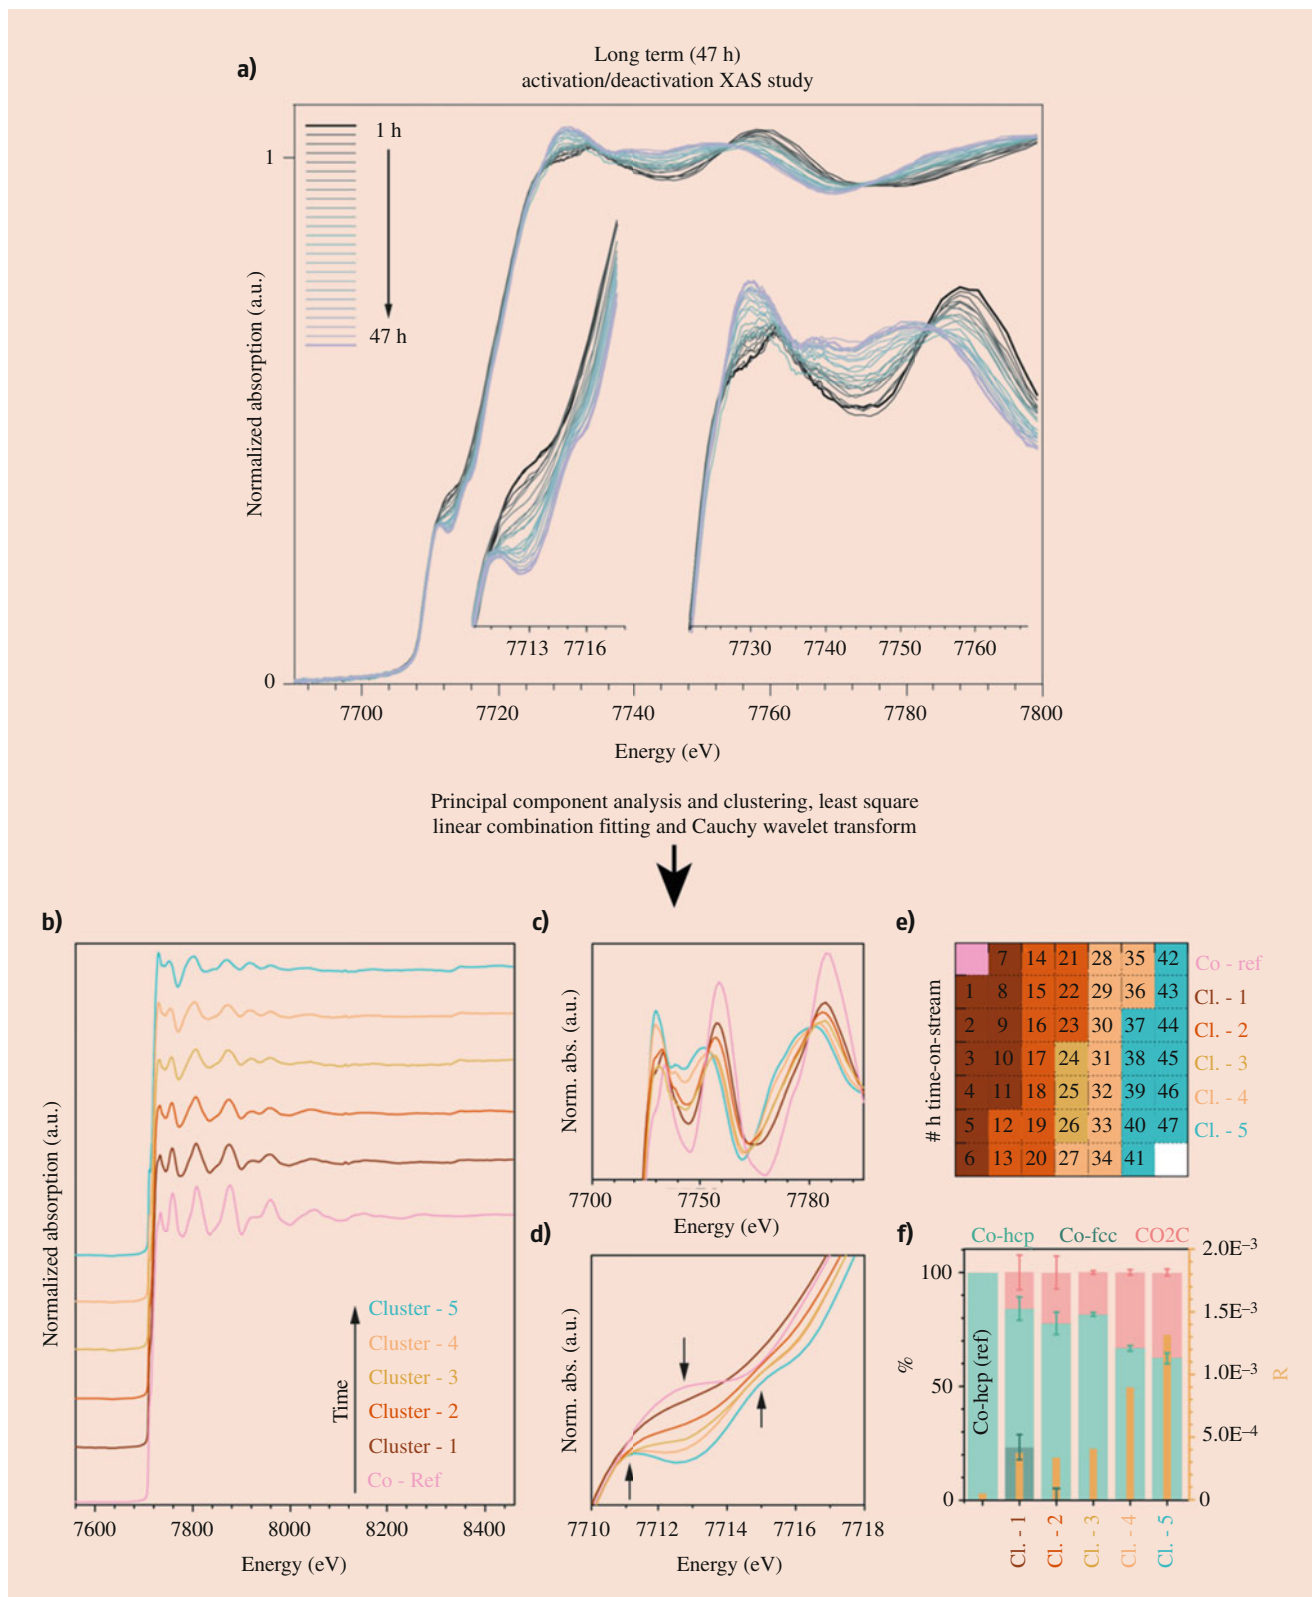 a)
Long term (47 h)
activation/deactivation XAS study
1 h
47 h
1
0
Normalized absorption (a.u.)
7713 7716
7730 7740 7750 7760
7700 7720 7740 7760 7780 7800
Energy (eV)
Principal component analysis and clustering, least square
linear combination fitting and Cauchy wavelet transform
b)
Normalized absorption (a.u.)
Time
Cluster - 5
Cluster - 4
Cluster - 3
Cluster - 2
Cluster - 1
Co - Ref
7600 7800 8000 8200 8400
Energy (eV)
c)
Norm. abs. (a.u.)
7700 7750 7780
Energy (eV)
d)
Norm. abs. (a.u.)
7710 7712 7714 7716 7718
Energy (eV)
e)
# h time-on-stream
7 14 21 28 35 42
1 8 15 22 29 36 43
2 9 16 23 30 37 44
3 10 17 24 31 38 45
4 11 18 25 32 39 46
5 12 19 26 33 40 47
6 13 20 27 34 41
Co - ref
Cl. - 1
Cl. - 2
Cl. - 3
Cl. - 4
Cl. - 5
f)
Co-hcp Co-fcc CO2C
100
50
0
%
Co-hcp (ref)
2.0E–3
1.5E–3
1.0E–3
5.0E–4
0
R
Cl. - 1
Cl. - 2
Cl. - 3
Cl. - 4
Cl. - 5